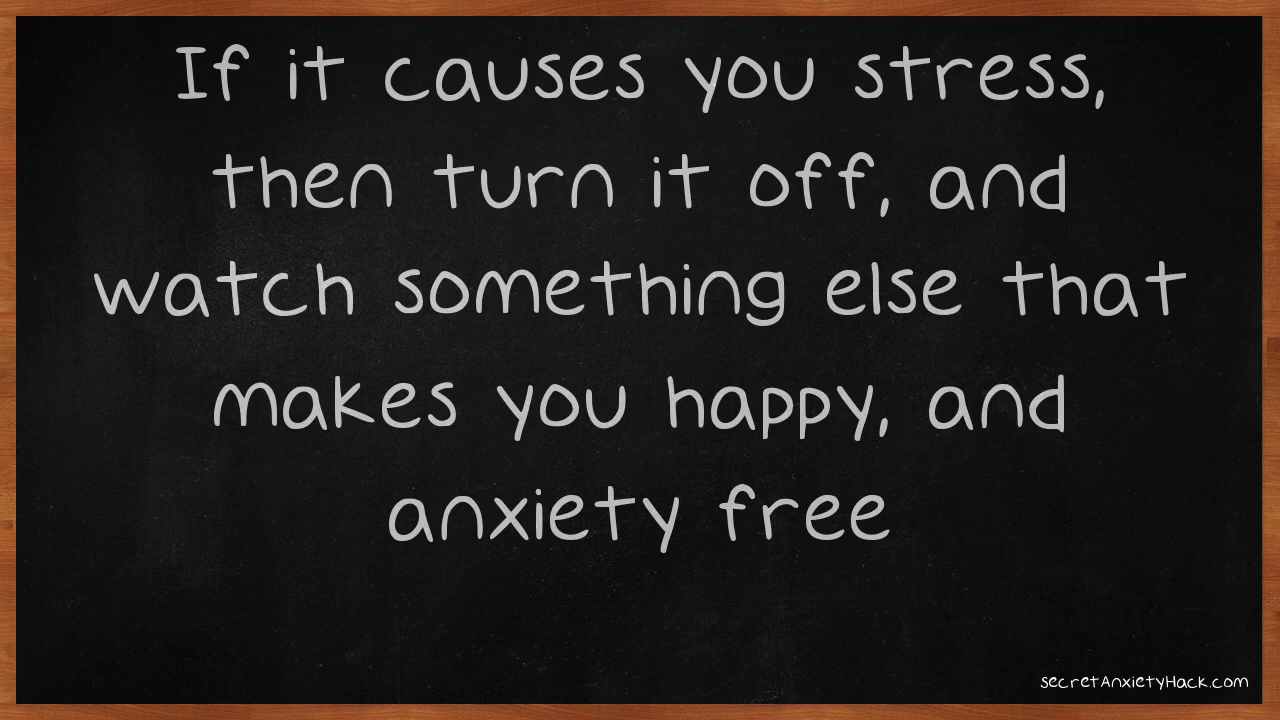 If it causes you stress,
then turn it off, and
watch something else that
makes you happy, and
anxiety free
secretAnxietyHack.com